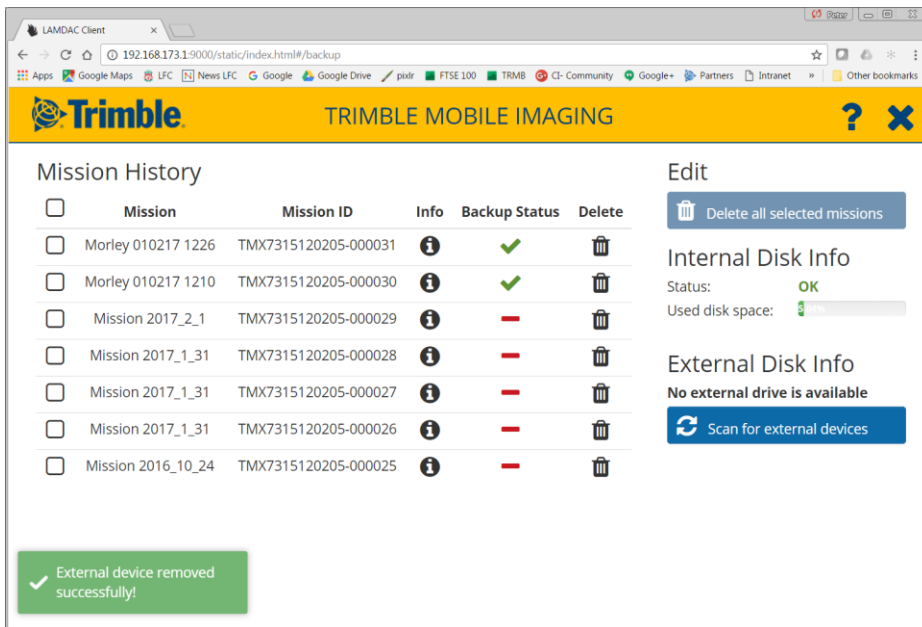 Peter
LAMDAC Client
192.168.173.1:9000/static/index.html#/backup
Apps Google Maps LFC News LFC Google Google Drive pixlr FTSE 100 TRMB CI- Community Google+ Partners Intranet » Other bookmarks
Trimble. TRIMBLE MOBILE IMAGING ?
Mission History
Mission Mission ID Info Backup Status Delete
Morley 010217 1226 TMX7315120205-000031
Morley 010217 1210 TMX7315120205-000030
Mission 2017_2_1 TMX7315120205-000029
Mission 2017_1_31 TMX7315120205-000028
Mission 2017_1_31 TMX7315120205-000027
Mission 2017_1_31 TMX7315120205-000026
Mission 2016_10_24 TMX7315120205-000025
Edit
Delete all selected missions
Internal Disk Info
Status: OK
Used disk space:
External Disk Info
No external drive is available
Scan for external devices
External device removed
successfully!